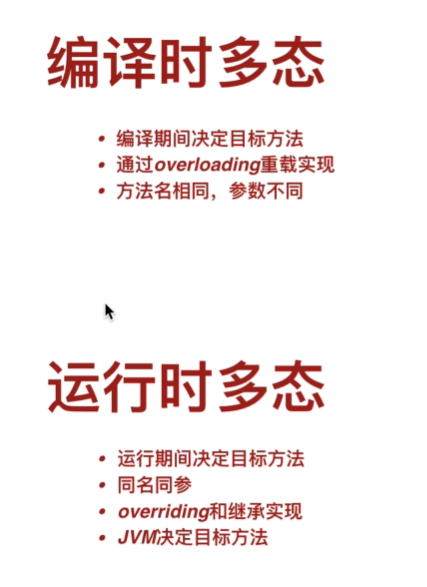 编译时多态
• 编译期间决定目标方法
• 通过overloading重载实现
• 方法名相同，参数不同
运行时多态
• 运行期间决定目标方法
• 同名同参
• overriding和继承实现
• JVM决定目标方法